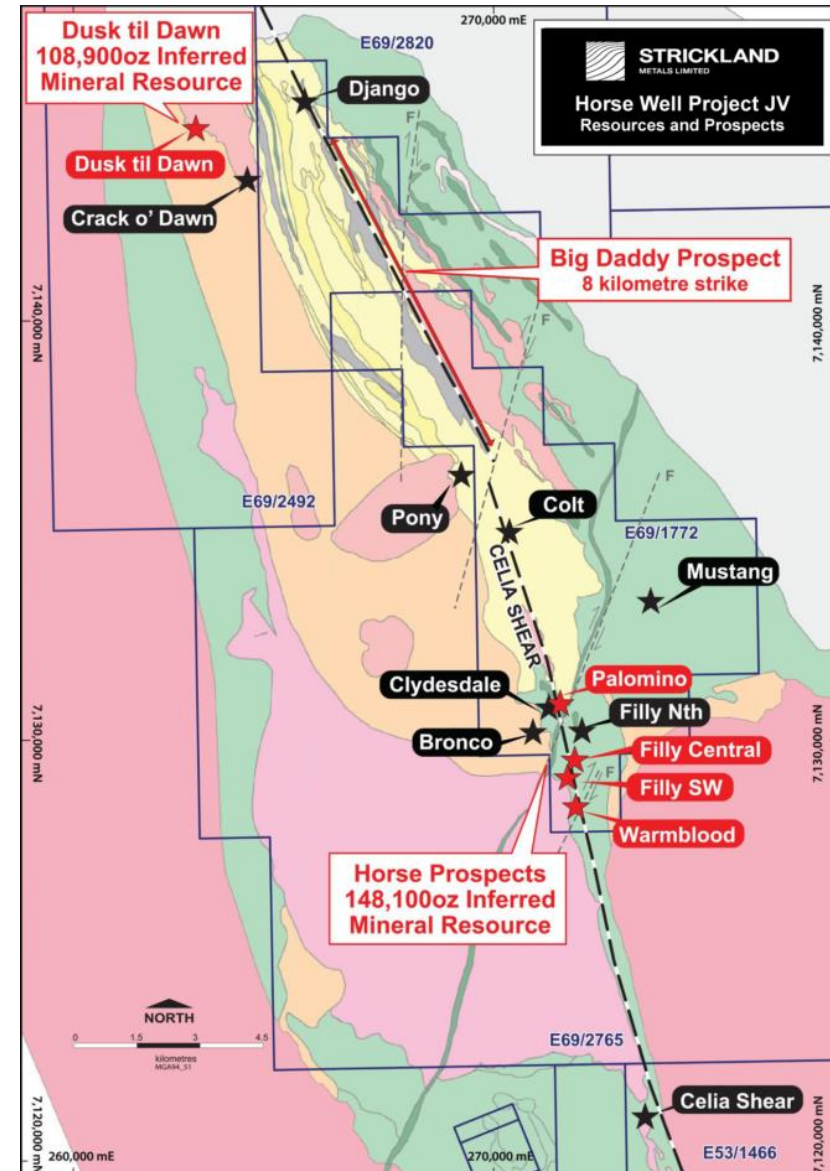 Dusk til Dawn
108,900oz Inferred
Mineral Resource
E69/2820
270,000 mE
STRICKLAND
METALS LIMITED
Horse Well Project JV
Resources and Prospects
Django
F
Dusk til Dawn
Crack o' Dawn
Big Daddy Prospect
8 kilometre strike
7,140,000 mN
7,140,000 mN
F
E69/2492
Pony
Colt
E69/1772
F
CELIA SHEAR
Mustang
Clydesdale
Palomino
Bronco
Filly Nth
7,130,000 mN
7,130,000 mN
Filly Central
F
Filly SW
Warmblood
Horse Prospects
148,100oz Inferred
Mineral Resource
NORTH
0 1.5 3 4.5
kilometres
MGA94_51
E69/2765
Celia Shear
7,120,000 mN
7,120,000 mN
260,000 mE
270,000 mE
E53/1466